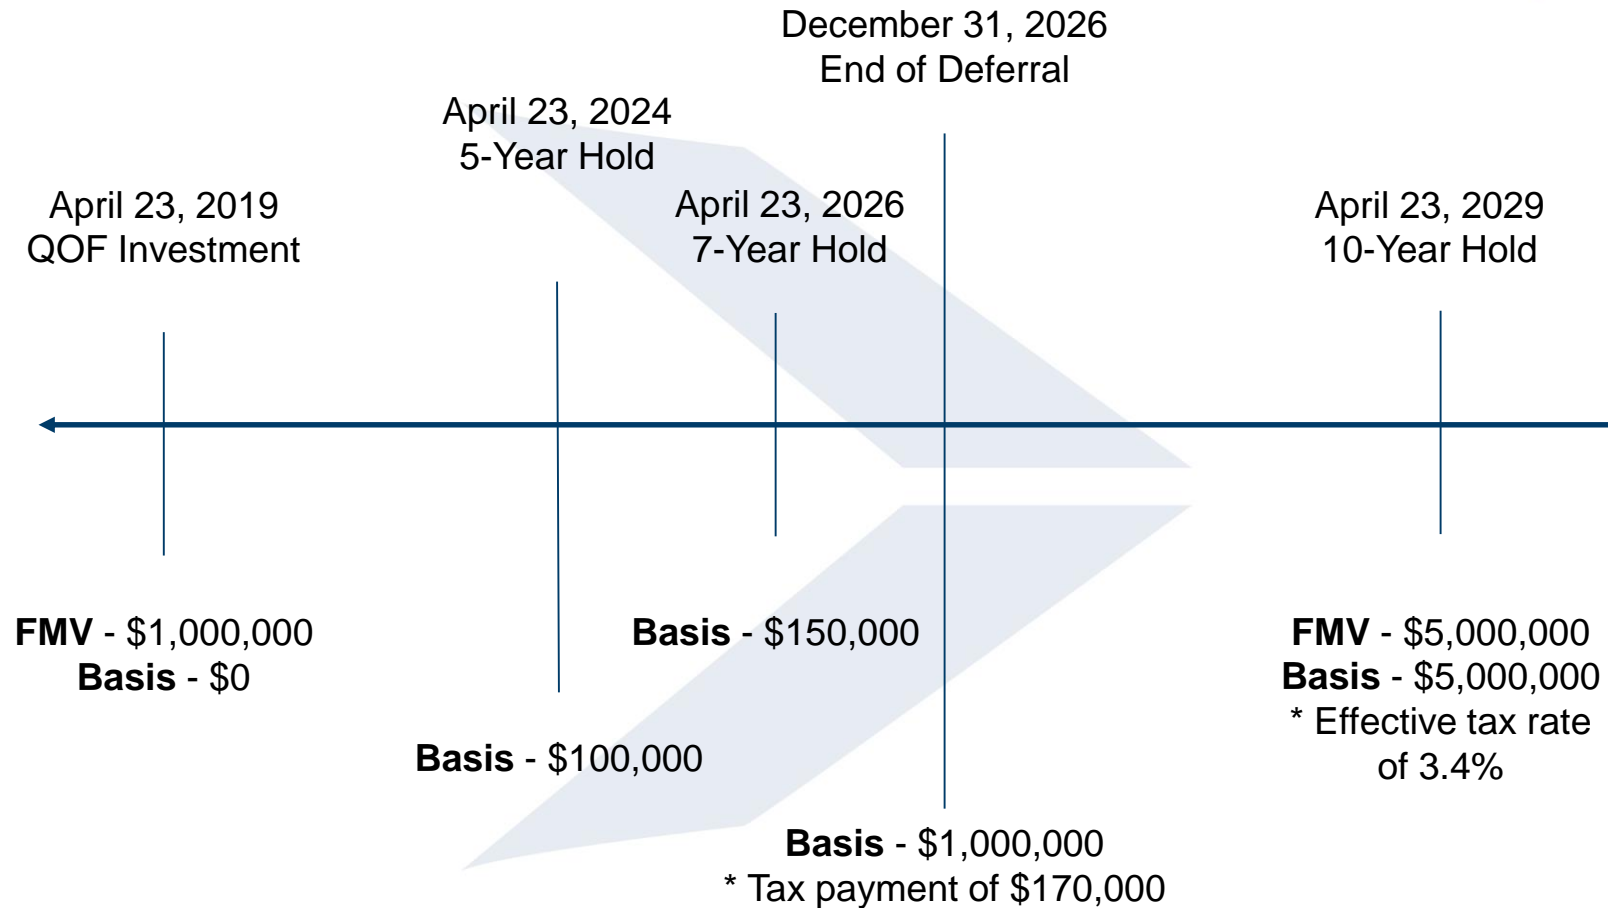 December 31, 2026
End of Deferral
April 23, 2024
5-Year Hold
April 23, 2019
QOF Investment
April 23, 2026
7-Year Hold
April 23, 2029
10-Year Hold
FMV - $1,000,000
Basis - $0
Basis - $150,000
FMV - $5,000,000
Basis - $5,000,000
* Effective tax rate
of 3.4%
Basis - $100,000
Basis - $1,000,000
* Tax payment of $170,000